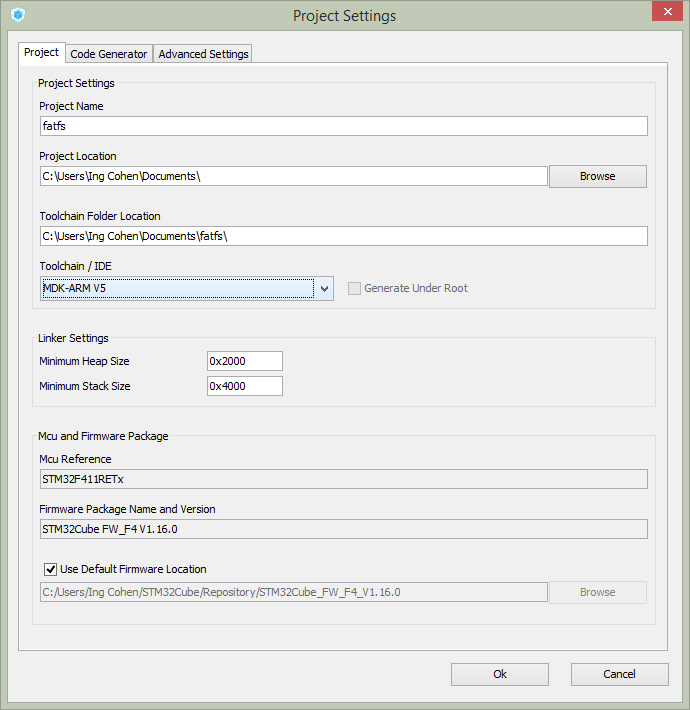 Project Settings
Project Code Generator Advanced Settings
Project Settings
Project Name
fatfs
Project Location
C:\Users\Ing Cohen\Documents\
Browse
Toolchain Folder Location
C:\Users\Ing Cohen\Documents\fatfs\
Toolchain / IDE
MDK-ARM V5
Generate Under Root
Linker Settings
Minimum Heap Size 0x2000
Minimum Stack Size 0x4000
Mcu and Firmware Package
Mcu Reference
STM32F411RETx
Firmware Package Name and Version
STM32Cube FW_F4 V1.16.0
Use Default Firmware Location
C:/Users/Ing Cohen/STM32Cube/Repository/STM32Cube_FW_F4_V1.16.0
Browse
Ok Cancel